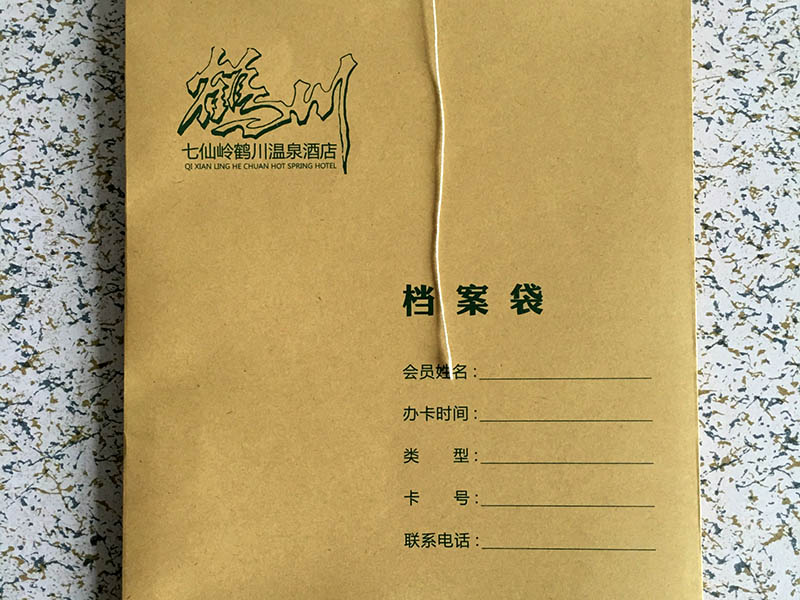 鹤川
七仙岭鹤川温泉酒店
QI XIAN LING HE CHUAN HOT SPRING HOTEL
档案袋
会员姓名:
办卡时间:
类 型:
卡 号:
联系电话: